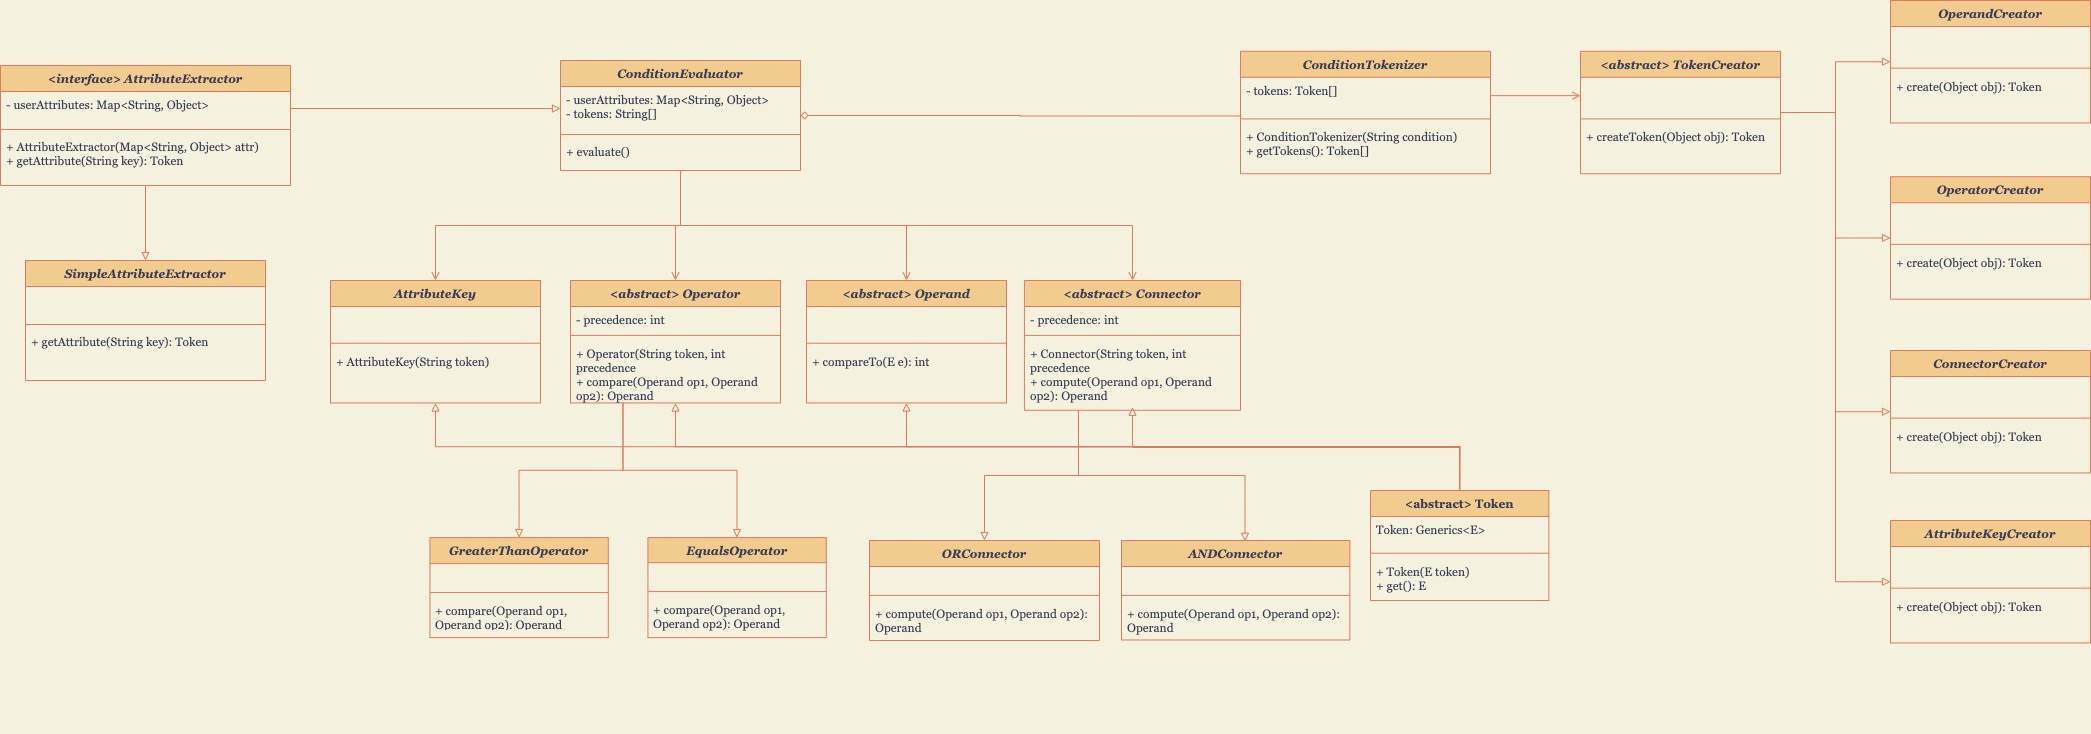 <interface> AttributeExtractor
- userAttributes: Map<String, Object>
+ AttributeExtractor(Map<String, Object> attr)
+ getAttribute(String key): Token
ConditionEvaluator
- userAttributes: Map<String, Object>
- tokens: String[]
+ evaluate()
ConditionTokenizer
- tokens: Token[]
+ ConditionTokenizer(String condition)
+ getTokens(): Token[]
<abstract> TokenCreator
+ createToken(Object obj): Token
OperandCreator
+ create(Object obj): Token
OperatorCreator
+ create(Object obj): Token
ConnectorCreator
+ create(Object obj): Token
AttributeKeyCreator
+ create(Object obj): Token
SimpleAttributeExtractor
+ getAttribute(String key): Token
AttributeKey
+ AttributeKey(String token)
<abstract> Operator
- precedence: int
+ Operator(String token, int
precedence
+ compare(Operand op1, Operand
op2): Operand
<abstract> Operand
+ compareTo(E e): int
<abstract> Connector
- precedence: int
+ Connector(String token, int
precedence
+ compute(Operand op1, Operand
op2): Operand
GreaterThanOperator
+ compare(Operand op1,
Operand op2): Operand
EqualsOperator
+ compare(Operand op1,
Operand op2): Operand
ORConnector
+ compute(Operand op1, Operand op2):
Operand
ANDConnector
+ compute(Operand op1, Operand op2):
Operand
<abstract> Token
Token: Generics<E>
+ Token(E token)
+ get(): E